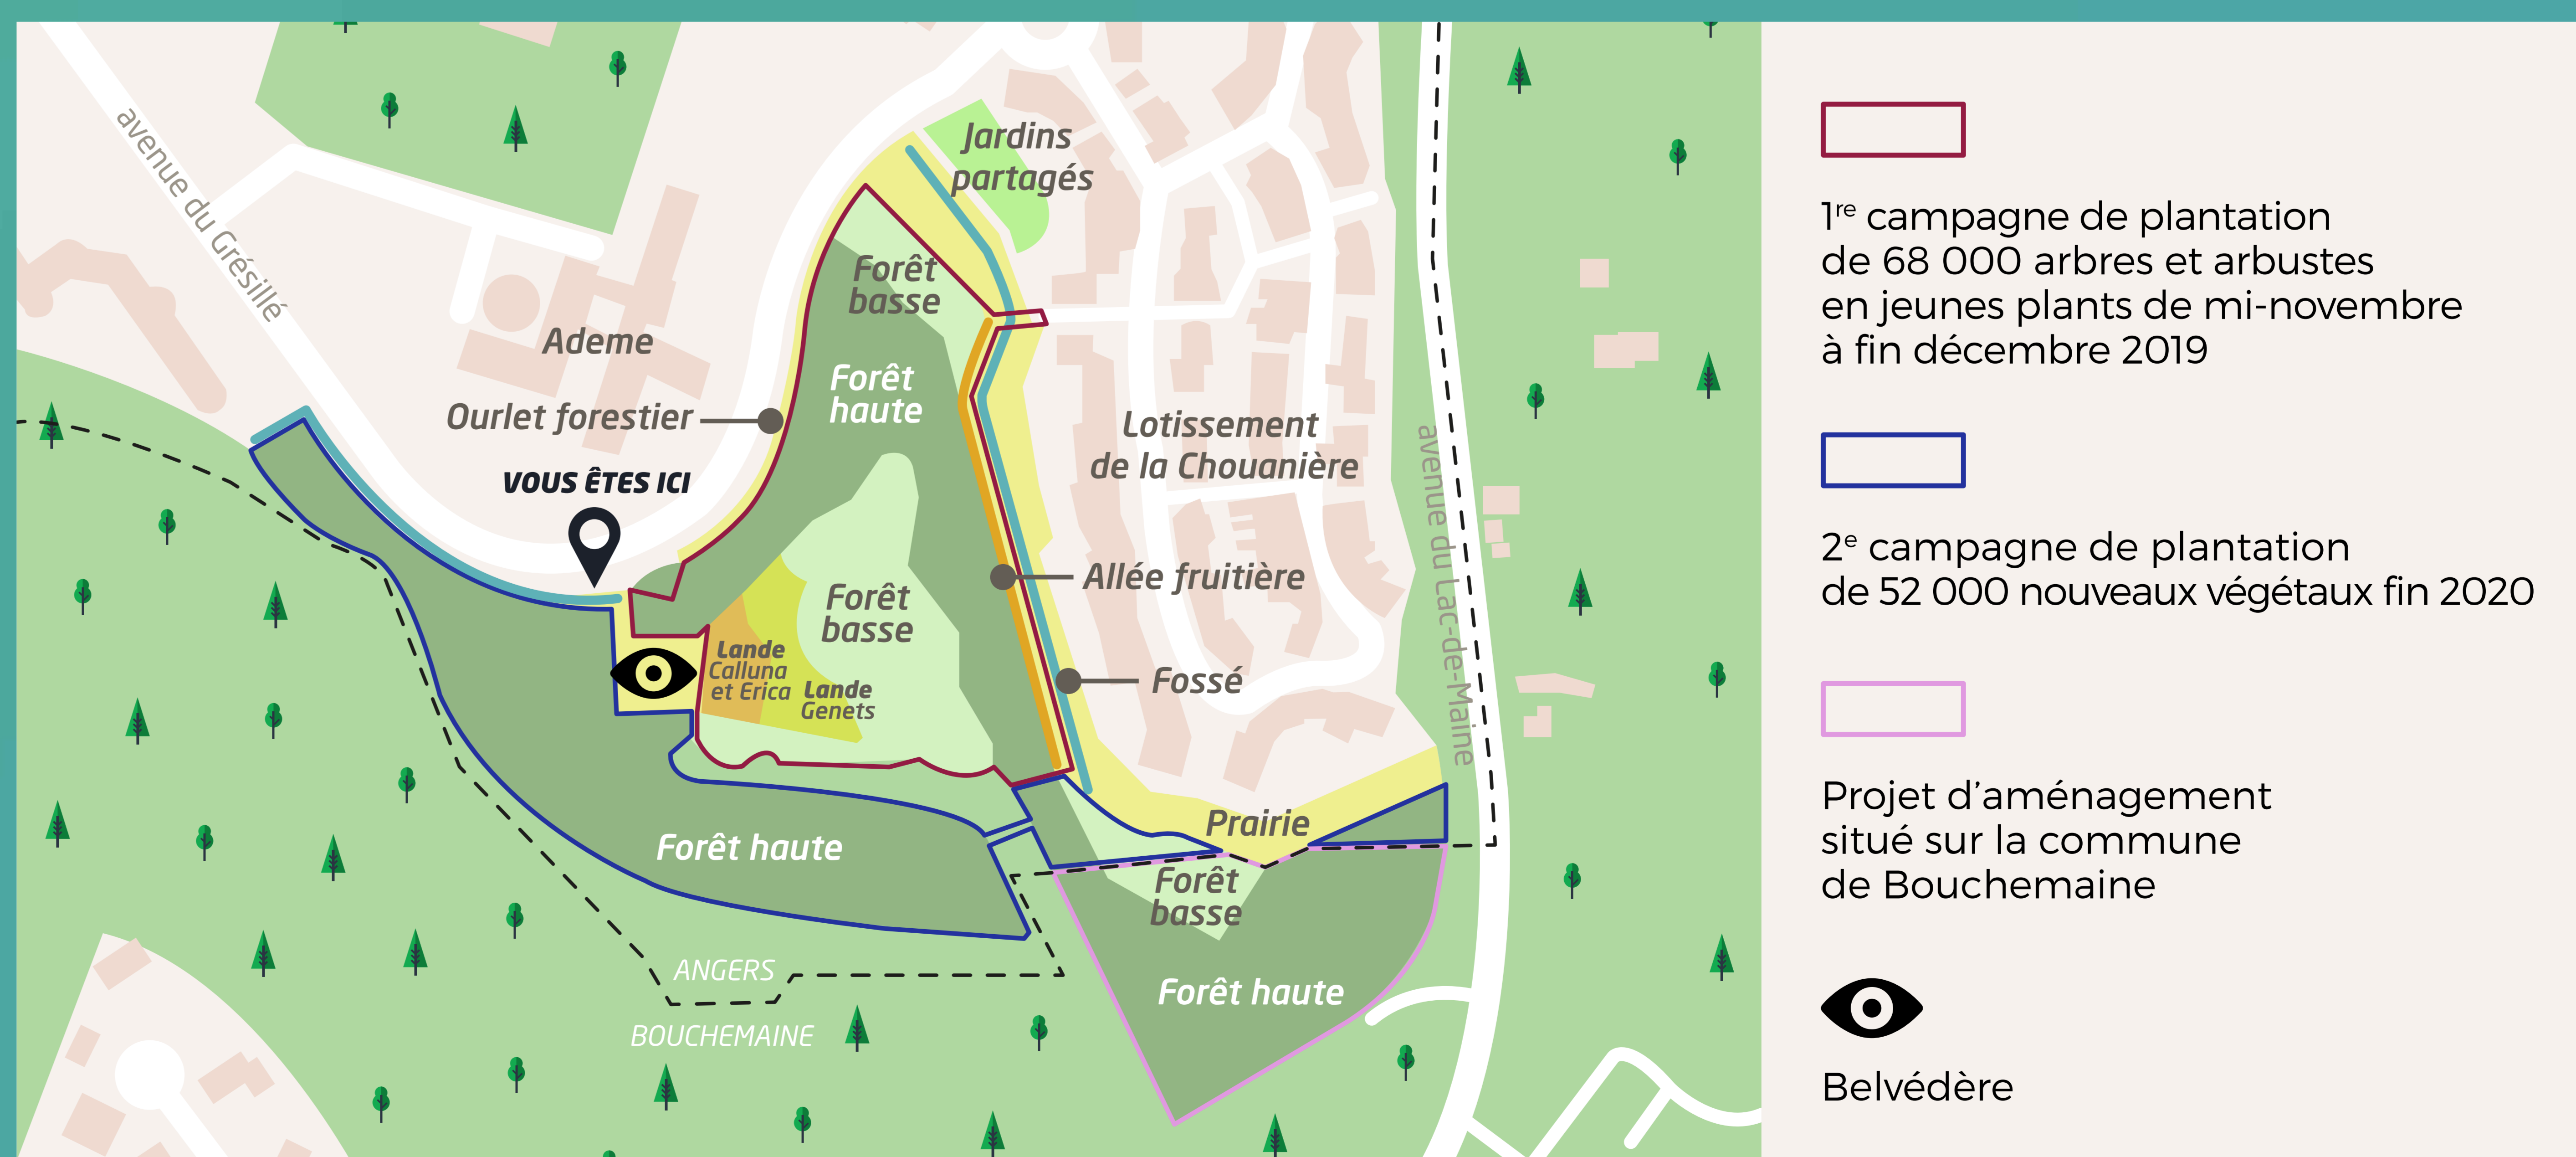 avenue du Grésillé
Jardins
partagés
Forêt
basse
Ademe
Forêt
haute
Ourlet forestier
VOUS ÊTES ICI
Lotissement
de la Chouanière
avenue du Lac-de-Maine
Allée fruitière
Forêt
basse
Lande
Calluna
et Erica
Lande
Genets
Fossé
Prairie
Forêt haute
Forêt
basse
Forêt haute
ANGERS
BOUCHEMAINE
1re campagne de plantation
de 68 000 arbres et arbustes
en jeunes plants de mi-novembre
à fin décembre 2019
2e campagne de plantation
de 52 000 nouveaux végétaux fin 2020
Projet d’aménagement
situé sur la commune
de Bouchemaine
Belvédère